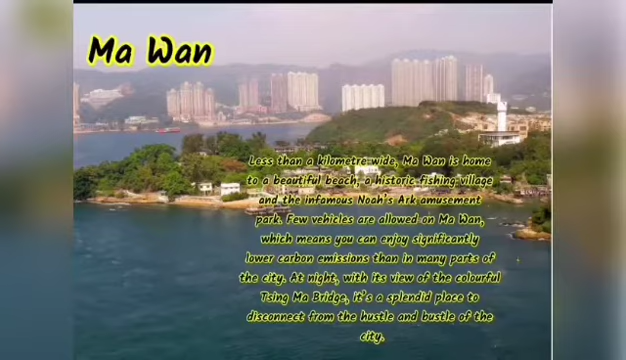 Ma Wan
Less than a kilometre wide, Ma Wan is home
to a beautiful beach, a historic fishing village
and the infamous Noah's Ark amusement
park. Few vehicles are allowed on Ma Wan,
which means you can enjoy significantly
lower carbon emissions than in many parts of
the city. At night, with its view of the colourful
Tsing Ma Bridge, it's a splendid place to
disconnect from the hustle and bustle of the
city.